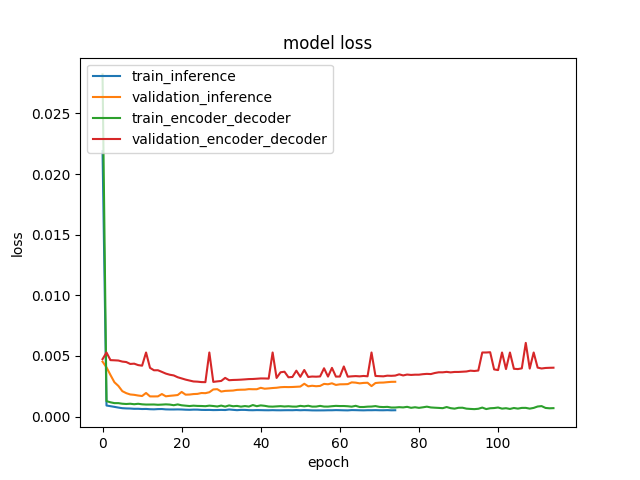 model loss
train_inference
validation_inference
train_encoder_decoder
validation_encoder_decoder
loss
0.025
0.020
0.015
0.010
0.005
0.000
0 20 40 60 80 100
epoch